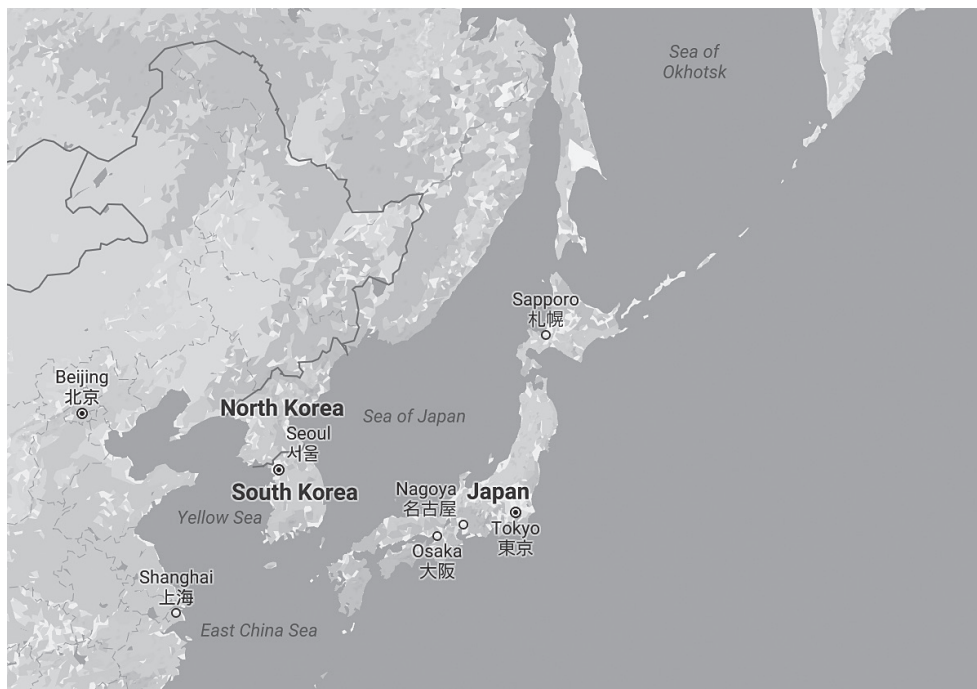 Sea of
Okhotsk
Sapporo
札幌
Beijing
北京
North Korea
Sea of Japan
Seoul
서울
South Korea
Nagoya
名古屋
Japan
Yellow Sea
Tokyo
東京
Osaka
大阪
Shanghai
上海
East China Sea